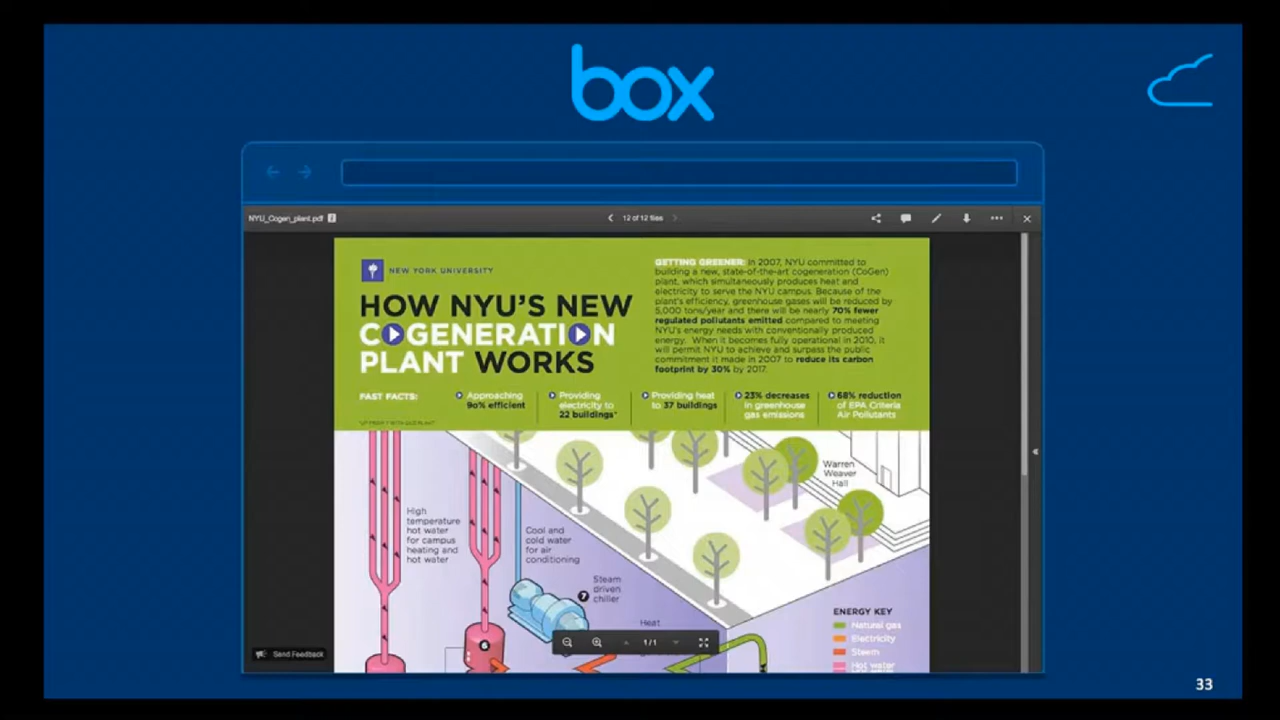 box
NYU_Cogen_plant.pdf
12 of 12 files
NEW YORK UNIVERSITY
HOW NYU'S NEW
COGENERATION
PLANT WORKS
GETTING GREENER: In 2007, NYU committed to
building a new, state-of-the-art cogeneration (CoGen)
plant, which simultaneously produces heat and
electricity to serve the NYU campus. Because of the
plant's efficiency, greenhouse gases will be reduced by
5,000 tons/year and there will be nearly 70% fewer
regulated pollutants emitted compared to meeting
NYU's energy needs with conventionally produced
energy. When it becomes fully operational in 2010, it
will permit NYU to achieve and surpass the public
commitment it made in 2007 to reduce its carbon
footprint by 30% by 2017.
FAST FACTS:
Approaching
90% efficient
Providing
electricity to
22 buildings*
Providing heat
to 37 buildings
23% decreases
in greenhouse
gas emissions
68% reduction
of EPA Criteria
Air Pollutants
Warren
Weaver
Hall
High
temperature
hot water
for campus
heating and
hot water
Cool and
cold water
for air
conditioning
7
Steam
driven
chiller
Heat
6
1/1
ENERGY KEY
Natural gas
Electricity
Steam
Hot water
Send Feedback
33